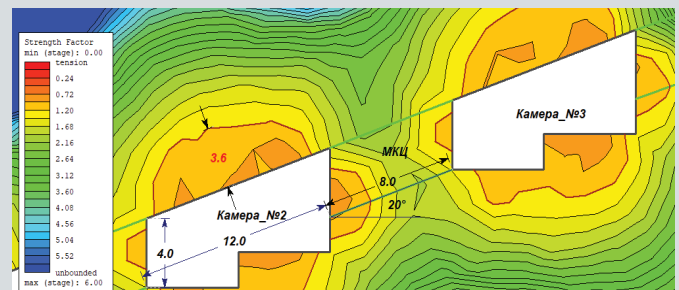 Strength Factor
min (stage): 0.00
tension
0.24
0.72
1.20
1.68
2.16
2.64
3.12
3.60
4.08
4.56
5.04
5.52
unbounded
max (stage): 6.00
Камера_№3
МКЦ
3.6
8.0
20°
Камера_№2
12.0
4.0